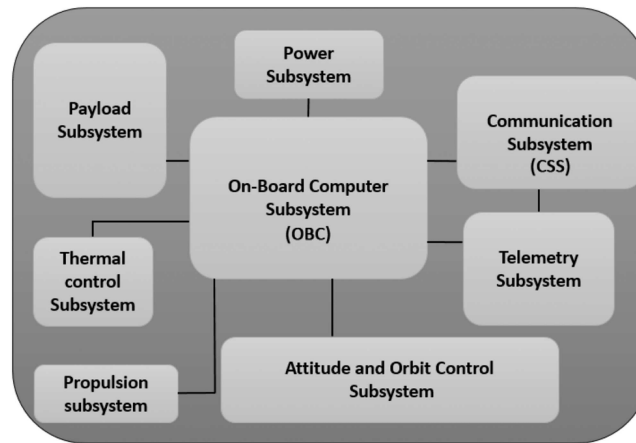 Power
Subsystem
Payload
Subsystem
Communication
Subsystem
(CSS)
On-Board Computer
Subsystem
(OBC)
Thermal
control
Subsystem
Telemetry
Subsystem
Propulsion
subsystem
Attitude and Orbit Control
Subsystem